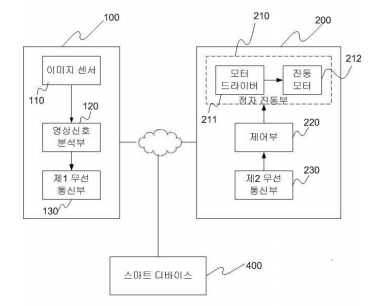 100
이미지 센서
110
120
영상신호
분석부
제1 무선
통신부
130
210
200
212
모터
드라이버
진동
모터
211
점자 진동부
220
제어부
230
제2 무선
통신부
스마트 디바이스
400